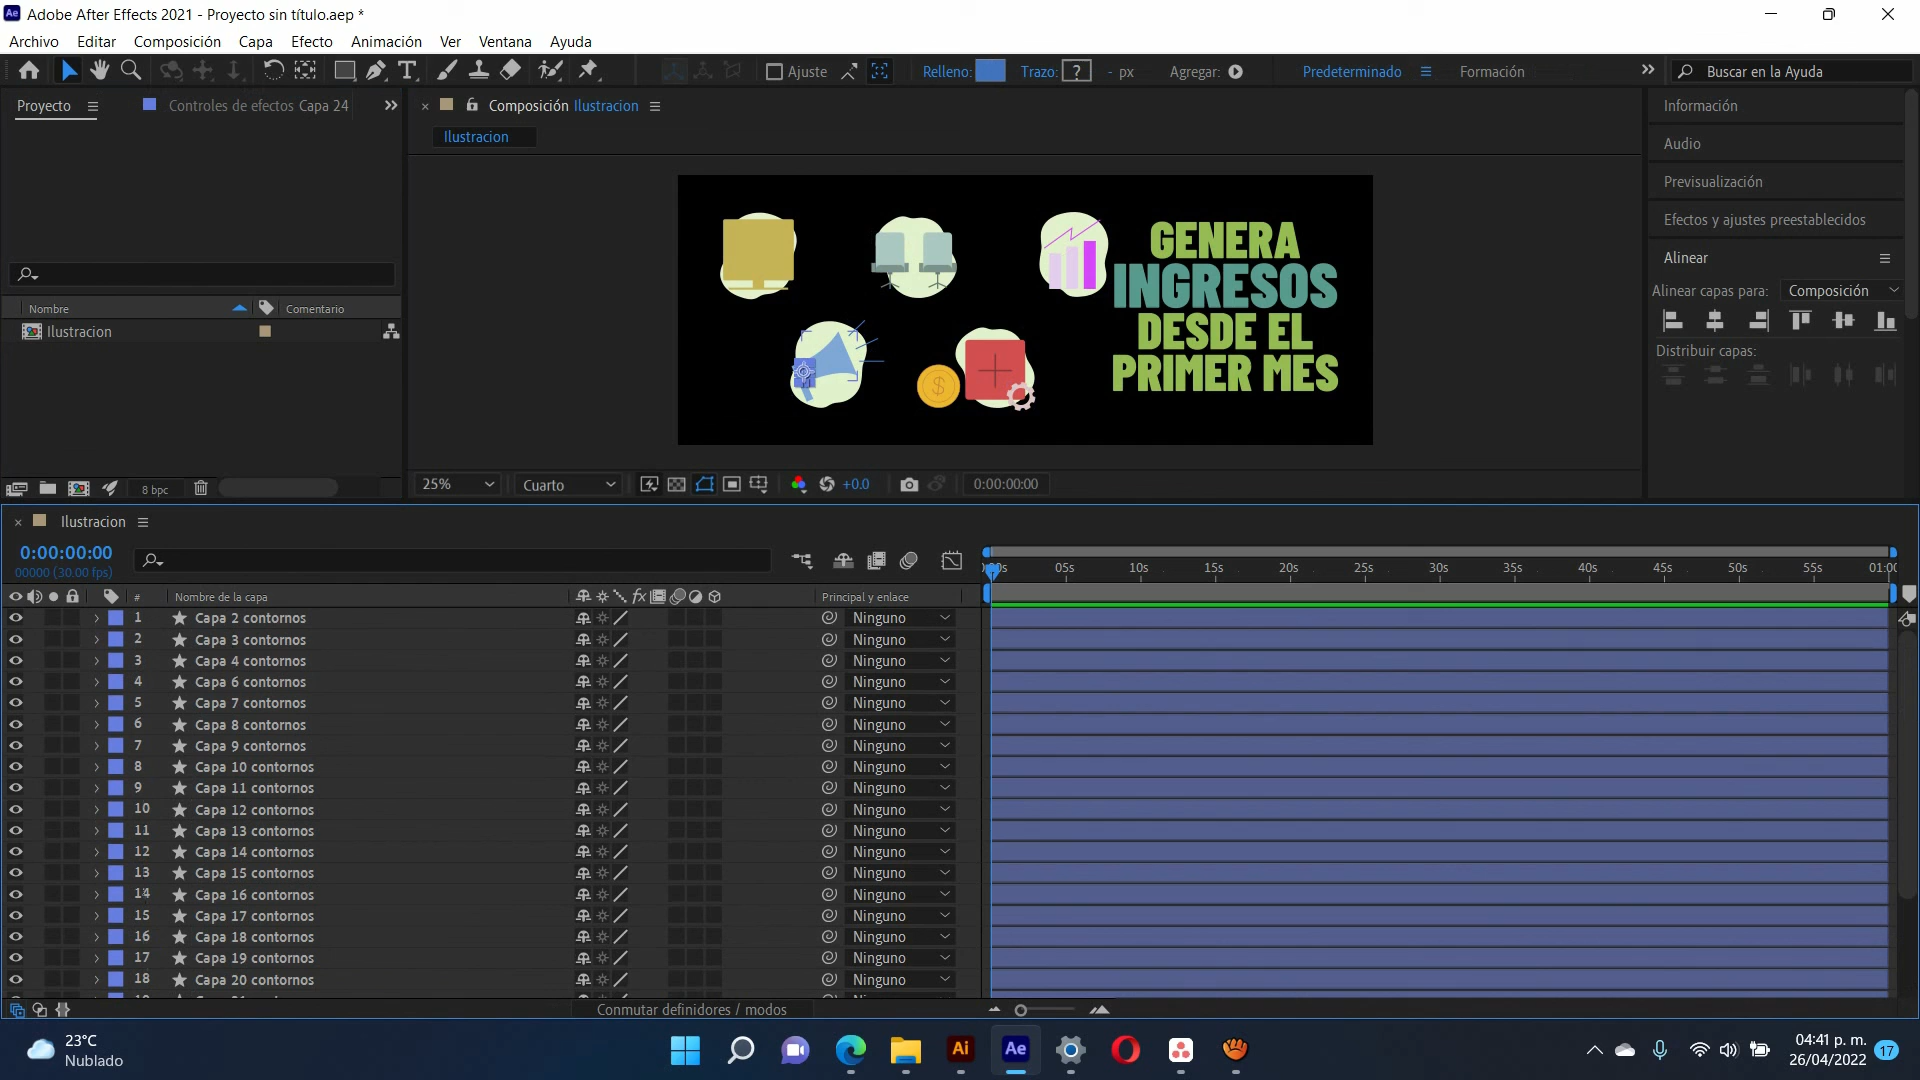 Ae Adobe After Effects 2021 - Proyecto sin título.aep *
Archivo Editar Composición Capa Efecto Animación Ver Ventana Ayuda
Ajuste Relleno: Trazo: ? - px Agregar: Predeterminado Formación Buscar en la Ayuda
Proyecto Controles de efectos Capa 24
Composición Ilustracion
Ilustracion
Nombre Comentario
Ilustracion
8 bpc
GENERA
INGRESOS
DESDE EL
PRIMER MES
$
25% Cuarto +0.0 0:00:00:00
Información
Audio
Previsualización
Efectos y ajustes preestablecidos
Alinear
Alinear capas para: Composición
Distribuir capas:
Ilustracion
0:00:00:00
00000 (30.00 fps)
00s 05s 10s 15s 20s 25s 30s 35s 40s 45s 50s 55s 01:00
# Nombre de la capa fx Principal y enlace
1 Capa 2 contornos Ninguno
2 Capa 3 contornos Ninguno
3 Capa 4 contornos Ninguno
4 Capa 6 contornos Ninguno
5 Capa 7 contornos Ninguno
6 Capa 8 contornos Ninguno
7 Capa 9 contornos Ninguno
8 Capa 10 contornos Ninguno
9 Capa 11 contornos Ninguno
10 Capa 12 contornos Ninguno
11 Capa 13 contornos Ninguno
12 Capa 14 contornos Ninguno
13 Capa 15 contornos Ninguno
14 Capa 16 contornos Ninguno
15 Capa 17 contornos Ninguno
16 Capa 18 contornos Ninguno
17 Capa 19 contornos Ninguno
18 Capa 20 contornos Ninguno
Conmutar definidores / modos
23°C
Nublado
Ai Ae
04:41 p. m.
26/04/2022
17